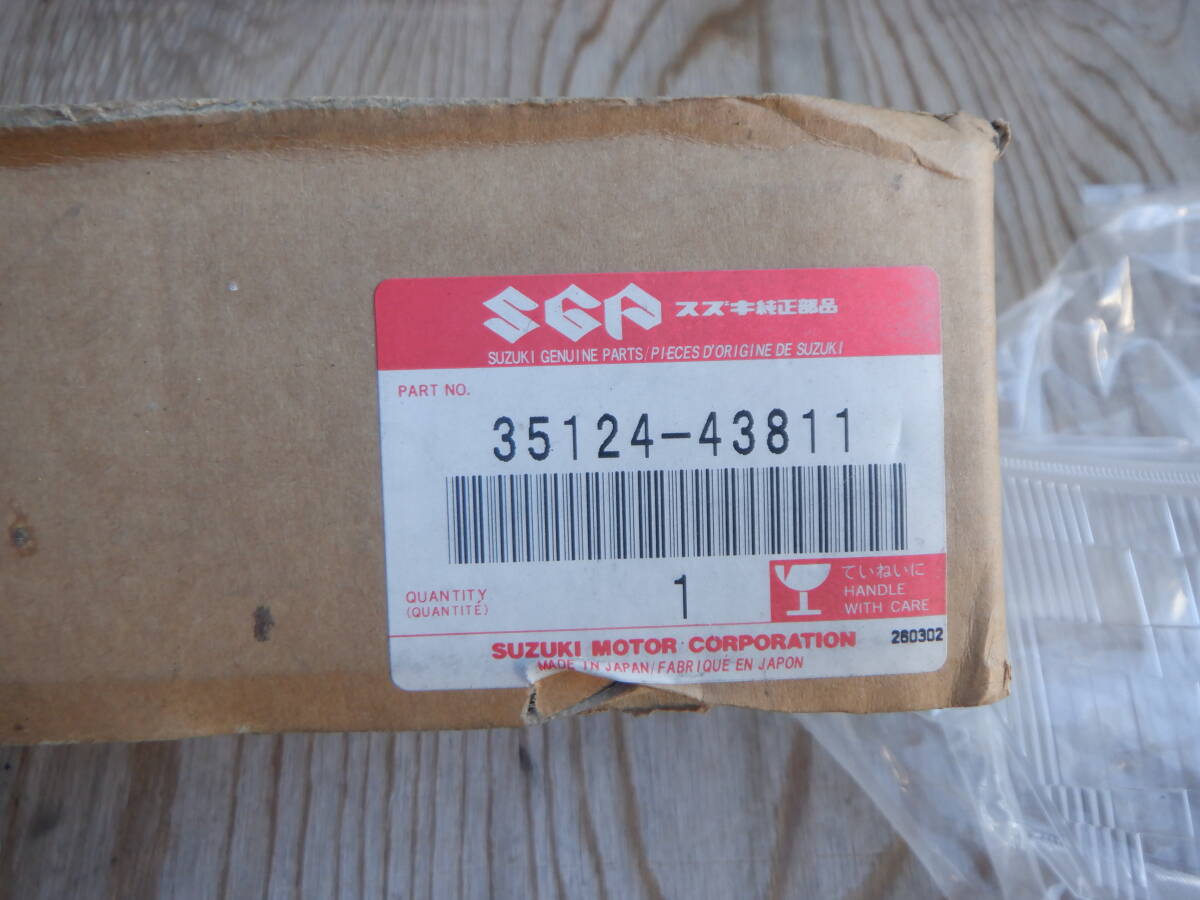 SGP スズキ純正部品
SUZUKI GENUINE PARTS/PIECES D'ORIGINE DE SUZUKI
PART NO.
35124-43811
QUANTITY
(QUANTITÉ)
1
ていねいに
HANDLE
WITH CARE
SUZUKI MOTOR CORPORATION
260302
MADE IN JAPAN/FABRIQUÉ EN JAPON